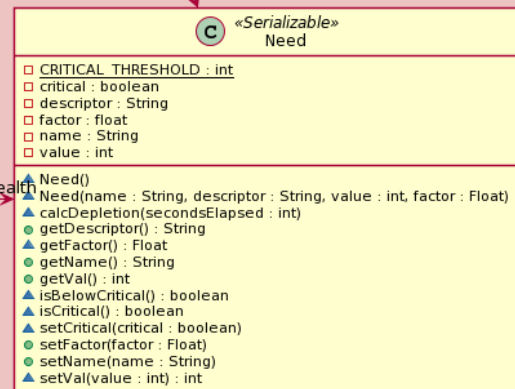 C
«Serializable»
Need
CRITICAL_THRESHOLD : int
critical : boolean
descriptor : String
factor : float
name : String
value : int
ealth
Need()
Need(name : String, descriptor : String, value : int, factor : Float)
calcDepletion(secondsElapsed : int)
getDescriptor() : String
getFactor() : Float
getName() : String
getVal() : int
isBelowCritical() : boolean
isCritical() : boolean
setCritical(critical : boolean)
setFactor(factor : Float)
setName(name : String)
setVal(value : int) : int